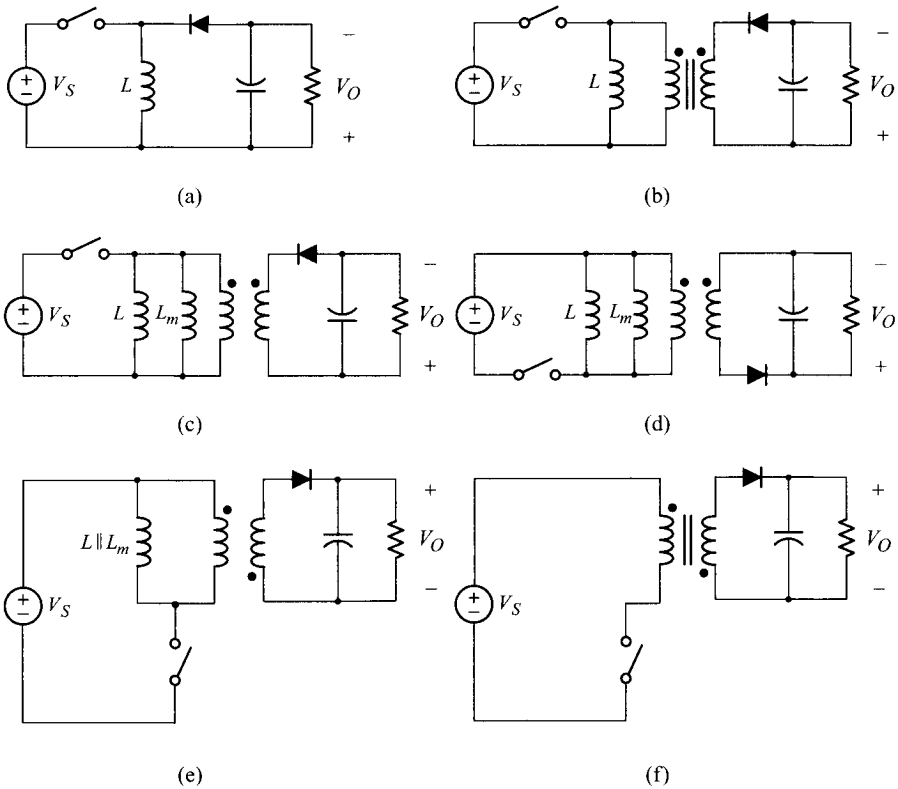 V_S
L
−
V_O
+
(a)
V_S
L
−
V_O
+
(b)
V_S
L
L_m
−
V_O
+
(c)
V_S
L
L_m
−
V_O
+
(d)
V_S
L || L_m
+
V_O
−
(e)
V_S
+
V_O
−
(f)